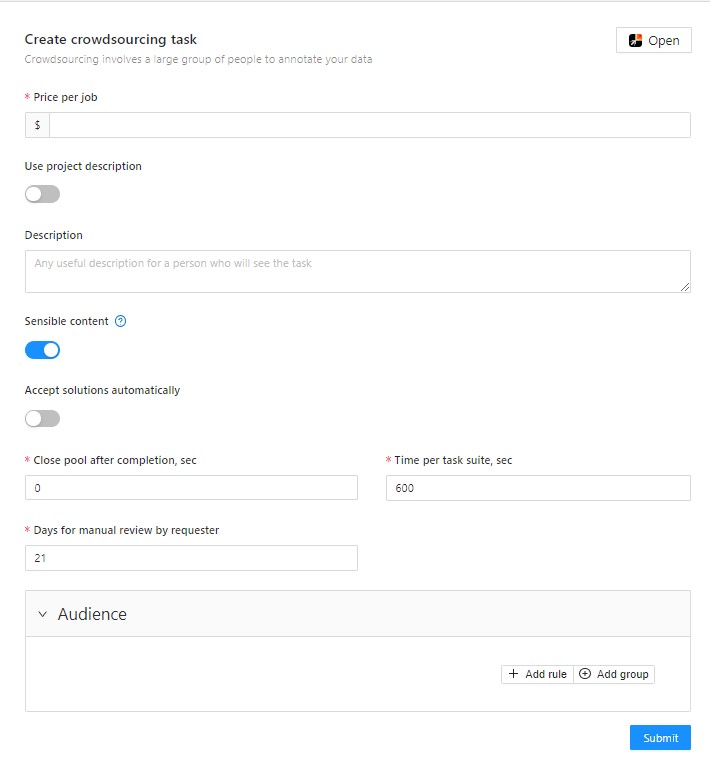 Create crowdsourcing task
Open
Crowdsourcing involves a large group of people to annotate your data
* Price per job
$
Use project description
Description
Any useful description for a person who will see the task
Sensible content ?
Accept solutions automatically
* Close pool after completion, sec
* Time per task suite, sec
0
600
* Days for manual review by requester
21
Audience
+ Add rule
Add group
Submit